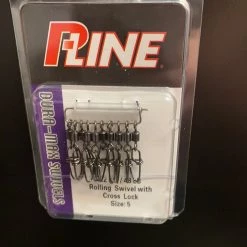 P-LINE
DURA-MAX SWIVELS
Rolling Swivel with
Cross Lock
Size: 5